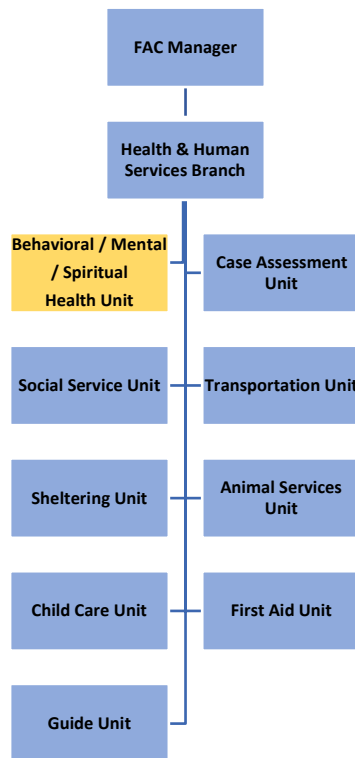 FAC Manager
Health & Human
Services Branch
Behavioral / Mental
/ Spiritual
Health Unit
Case Assessment
Unit
Social Service Unit
Transportation Unit
Sheltering Unit
Animal Services
Unit
Child Care Unit
First Aid Unit
Guide Unit